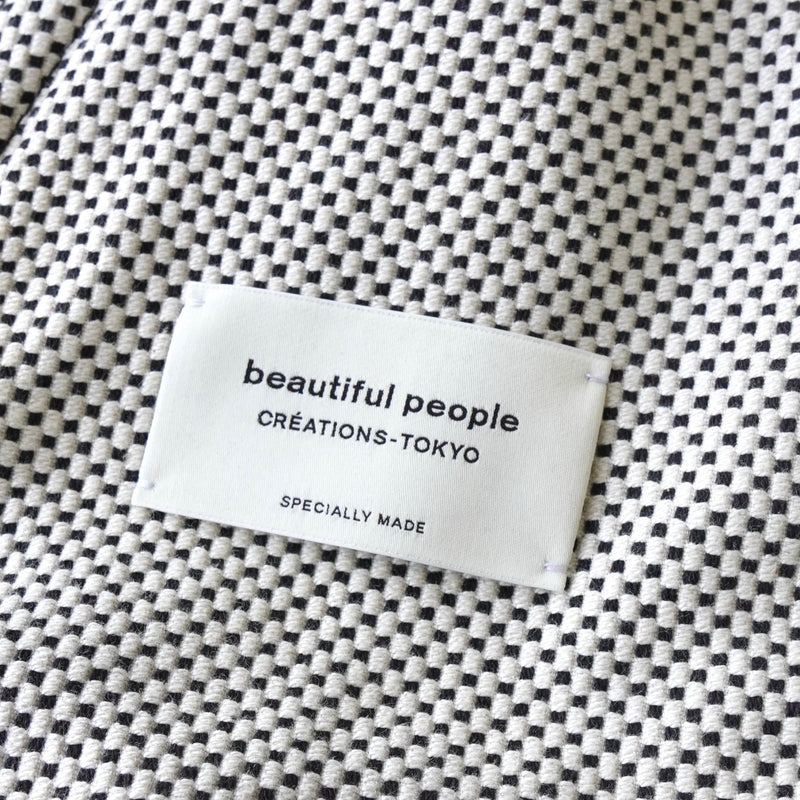 beautiful people
CRÉATIONS-TOKYO
SPECIALLY MADE